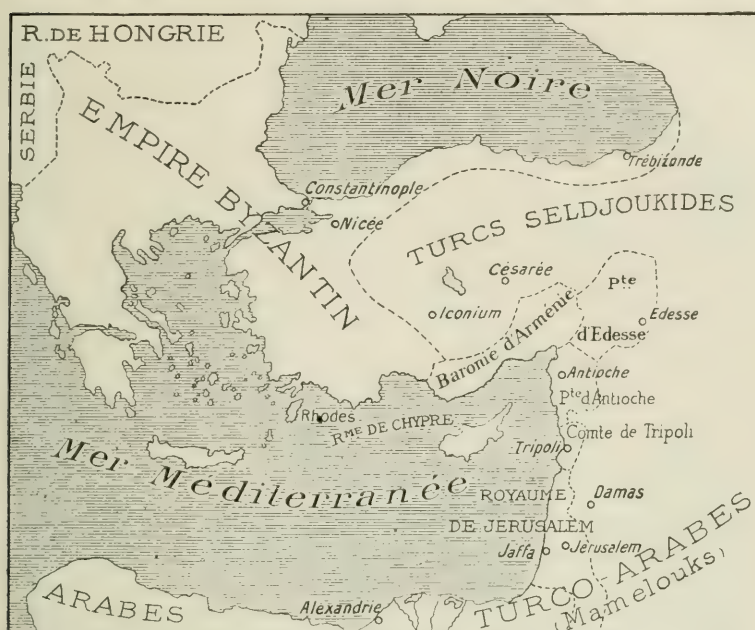 R. DE HONGRIE
SERBIE
Mer Noire
EMPIRE BYZANTIN
Trébizonde
Constantinople
Nicée
TURCS SELDJOUKIDES
Césarée
Pte
d'Edesse
Iconium
Edesse
Baronie d'Arménie
Antioche
Pte d'Antioche
Rhodes
RME DE CHYPRE
Comte de Tripoli
Tripoli
Mer Méditerranée
ROYAUME
DE JERUSALEM
Damas
Jaffa
Jérusalem
TURCO-ARABES
(Mamelouks)
ARABES
Alexandrie